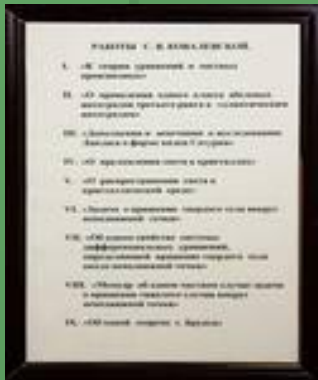 РАБОТЫ С. В. КОВАЛЕВСКОЙ.
I. «К теории уравнений в частных
производных»
II. «О приведении одного класса абелевых
интегралов третьего ранга к эллиптическим
интегралам»
III. «Дополнения и замечания к исследованию
Лапласа о форме колец Сатурна»
IV. «О преломлении света в кристаллах»
V. «О распространении света в
кристаллической среде»
VI. «Задача о вращении твердого тела вокруг
неподвижной точки»
VII. «Об одном свойстве системы
дифференциальных уравнений,
определяющей вращение твердого тела
около неподвижной точки»
VIII. «Мемуар об одном частном случае задачи
о вращении тяжелого вокруг
неподвижной точки»
IX. «Об одной теореме г. Брунса»